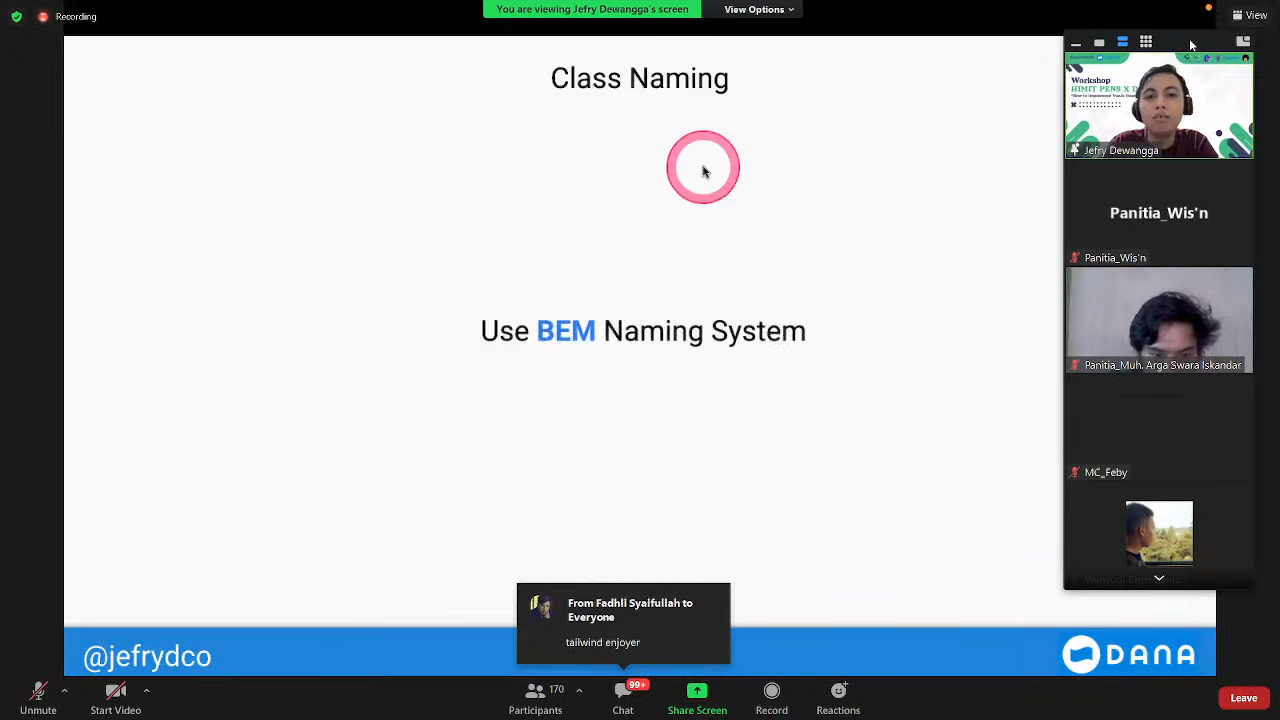 Recording
You are viewing Jefry Dewangga's screen
View Options
View
Class Naming
Use BEM Naming System
@jefrydco
DANA
Workshop
Jefry Dewangga
Panitia_Wis'n
Panitia_Wis'n
Panitia_Muh. Arga Swara Iskandar
MC_Feby
From Fadhli Syaifullah to
Everyone
tailwind enjoyer
Unmute
Start Video
170
Participants
99+
Chat
Share Screen
Record
Reactions
Leave